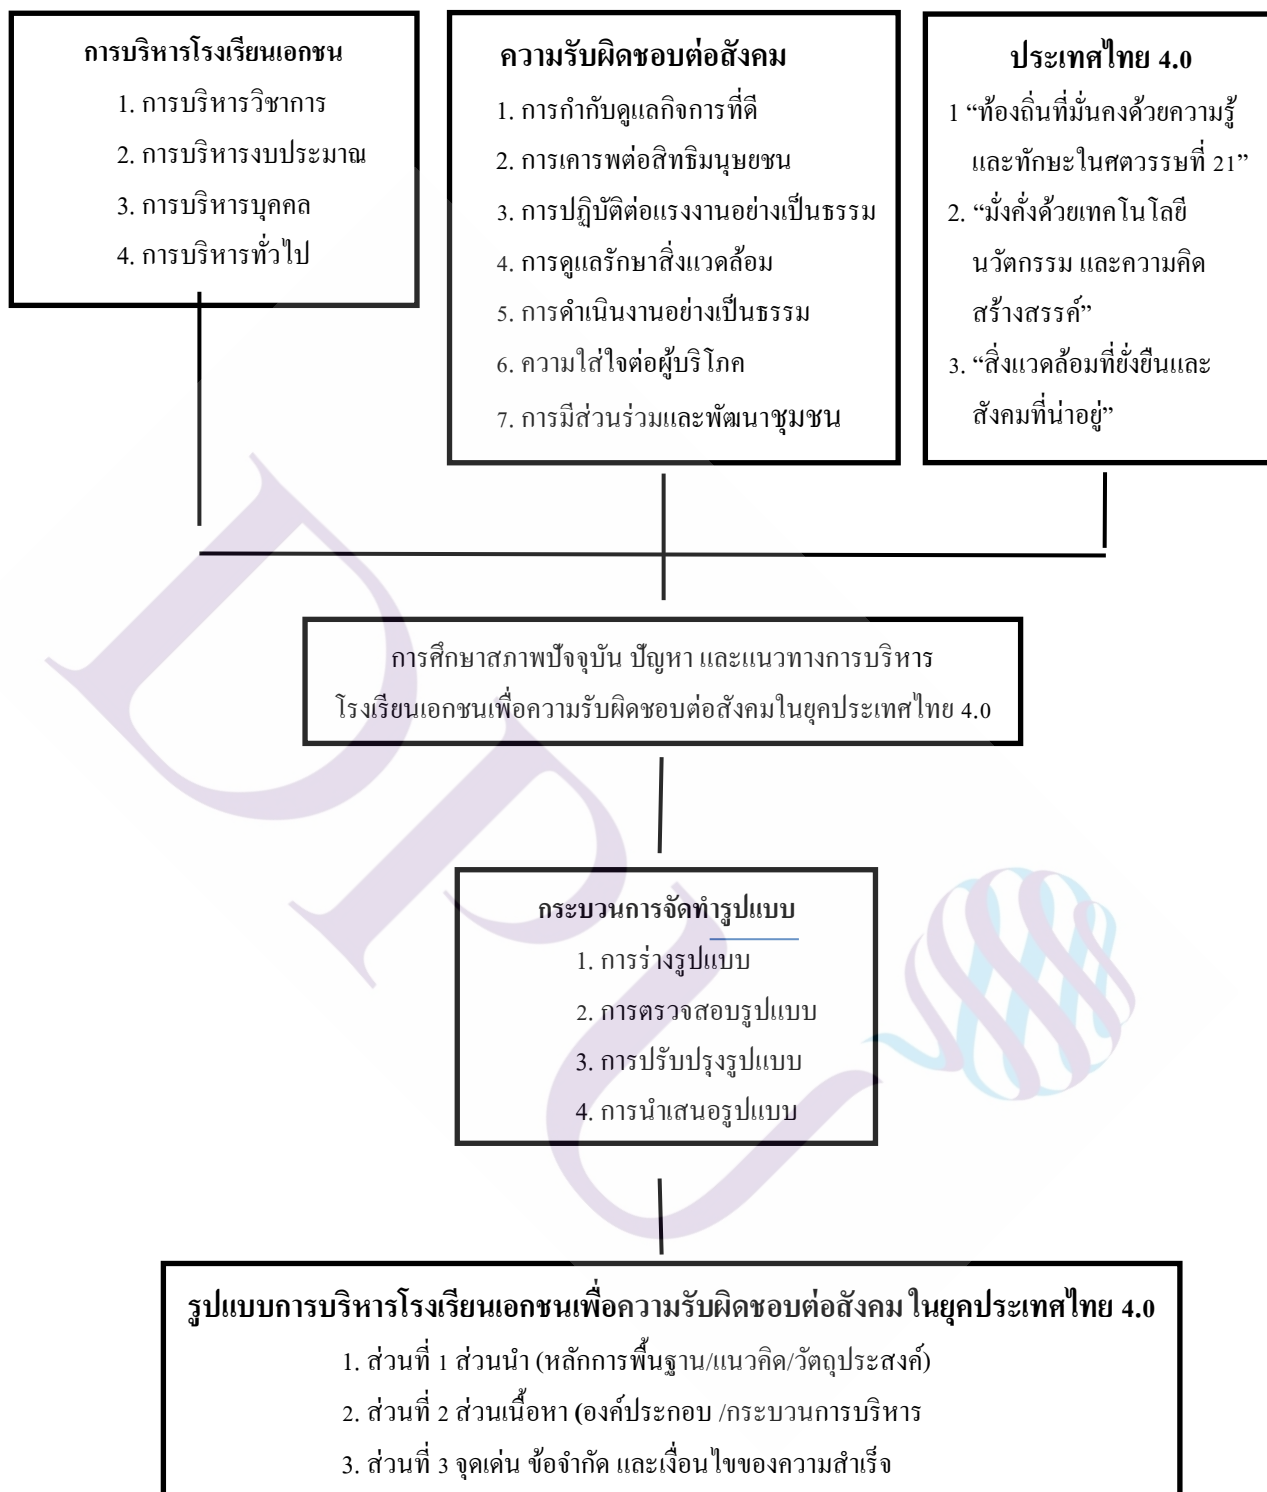 การบริหารโรงเรียนเอกชน
1. การบริหารวิชาการ
2. การบริหารงบประมาณ
3. การบริหารบุคคล
4. การบริหารทั่วไป
ความรับผิดชอบต่อสังคม
1. การกำกับดูแลกิจการที่ดี
2. การเคารพต่อสิทธิมนุษยชน
3. การปฏิบัติต่อแรงงานอย่างเป็นธรรม
4. การดูแลรักษาสิ่งแวดล้อม
5. การดำเนินงานอย่างเป็นธรรม
6. ความใส่ใจต่อผู้บริโภค
7. การมีส่วนร่วมและพัฒนาชุมชน
ประเทศไทย 4.0
1 “ท้องถิ่นที่มั่นคงด้วยความรู้
และทักษะในศตวรรษที่ 21”
2. “มั่งคั่งด้วยเทคโนโลยี
นวัตกรรม และความคิด
สร้างสรรค์”
3. “สิ่งแวดล้อมที่ยั่งยืนและ
สังคมที่น่าอยู่”
การศึกษาสภาพปัจจุบัน ปัญหา และแนวทางการบริหาร
โรงเรียนเอกชนเพื่อความรับผิดชอบต่อสังคมในยุคประเทศไทย 4.0
กระบวนการจัดทำรูปแบบ
1. การร่างรูปแบบ
2. การตรวจสอบรูปแบบ
3. การปรับปรุงรูปแบบ
4. การนำเสนอรูปแบบ
รูปแบบการบริหารโรงเรียนเอกชนเพื่อความรับผิดชอบต่อสังคม ในยุคประเทศไทย 4.0
1. ส่วนที่ 1 ส่วนนำ (หลักการพื้นฐาน/แนวคิด/วัตถุประสงค์)
2. ส่วนที่ 2 ส่วนเนื้อหา (องค์ประกอบ /กระบวนการบริหาร
3. ส่วนที่ 3 จุดเด่น ข้อจำกัด และเงื่อนไขของความสำเร็จ
DPU